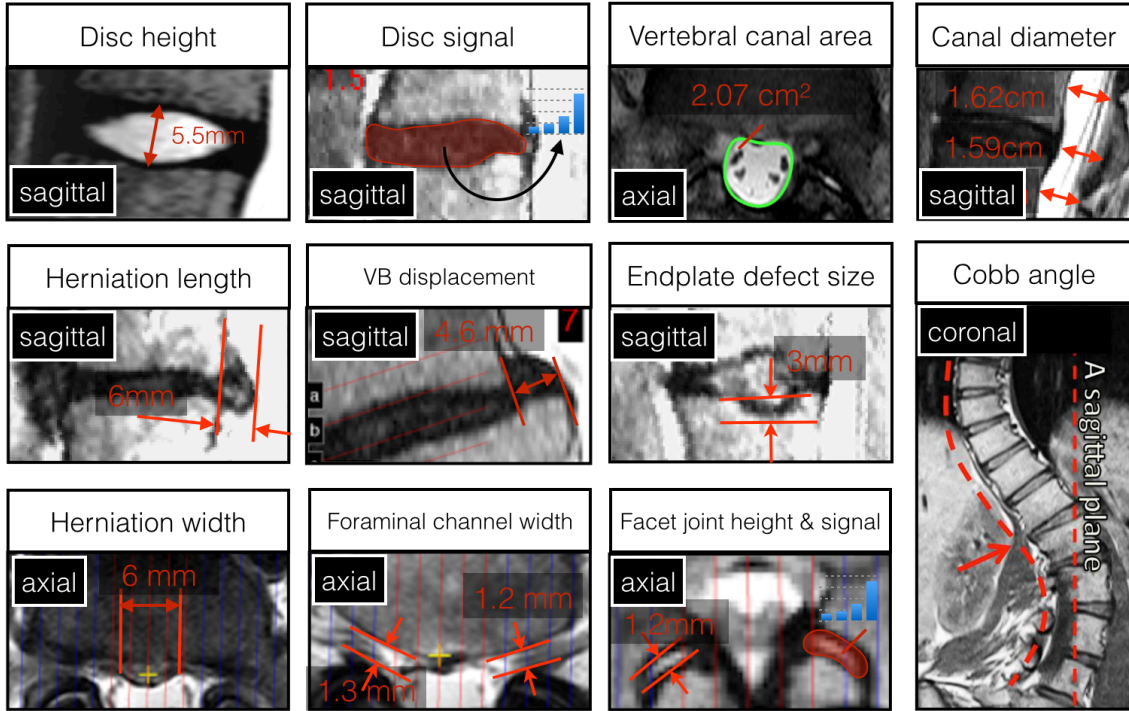 Disc height
5.5mm
sagittal
Disc signal
1.5
sagittal
Vertebral canal area
2.07 cm²
axial
Canal diameter
1.62cm
1.59cm
sagittal
Herniation length
sagittal
6mm
VB displacement
sagittal
4.6 mm
7
a
b
Endplate defect size
sagittal
3mm
Cobb angle
coronal
A sagittal plane
Herniation width
axial
6 mm
Foraminal channel width
axial
1.2 mm
1.3 mm
Facet joint height & signal
axial
1.2mm